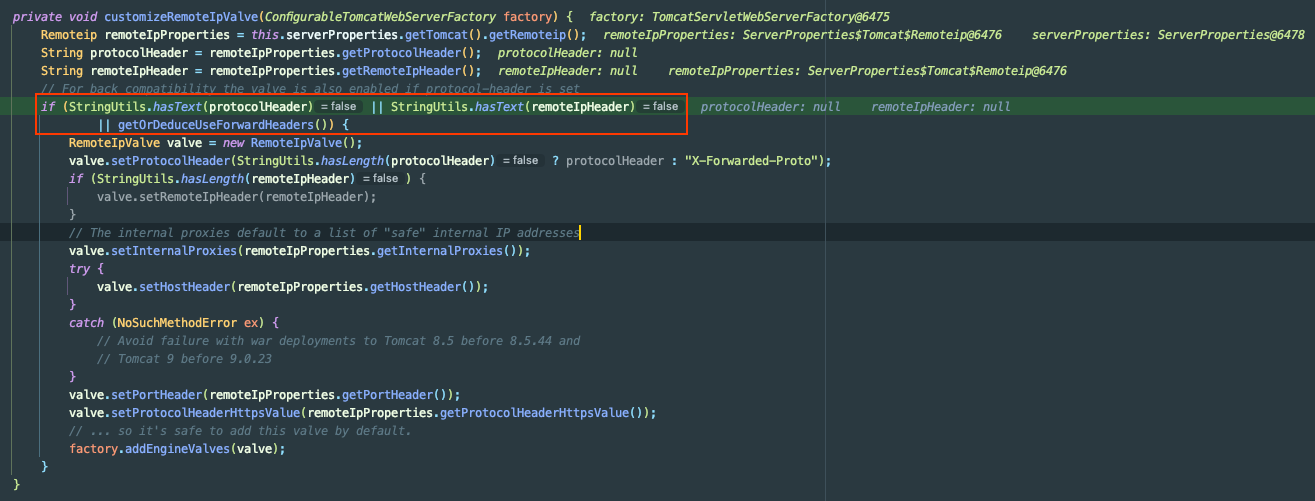 private void customizeRemoteIpValve(ConfigurableTomcatWebServerFactory factory) {  factory: TomcatServletWebServerFactory@6475
    Remoteip remoteIpProperties = this.serverProperties.getTomcat().getRemoteip();  remoteIpProperties: ServerProperties$Tomcat$Remoteip@6476    serverProperties: ServerProperties@6478
    String protocolHeader = remoteIpProperties.getProtocolHeader();  protocolHeader: null
    String remoteIpHeader = remoteIpProperties.getRemoteIpHeader();  remoteIpHeader: null    remoteIpProperties: ServerProperties$Tomcat$Remoteip@6476
    // For back compatibility the valve is also enabled if protocol-header is set
    if (StringUtils.hasText(protocolHeader) = false  || StringUtils.hasText(remoteIpHeader) = false   protocolHeader: null    remoteIpHeader: null
            || getOrDeduceUseForwardHeaders()) {
        RemoteIpValve valve = new RemoteIpValve();
        valve.setProtocolHeader(StringUtils.hasLength(protocolHeader) = false  ? protocolHeader : "X-Forwarded-Proto");
        if (StringUtils.hasLength(remoteIpHeader) = false ) {
            valve.setRemoteIpHeader(remoteIpHeader);
        }
        // The internal proxies default to a list of "safe" internal IP addresses
        valve.setInternalProxies(remoteIpProperties.getInternalProxies());
        try {
            valve.setHostHeader(remoteIpProperties.getHostHeader());
        }
        catch (NoSuchMethodError ex) {
            // Avoid failure with war deployments to Tomcat 8.5 before 8.5.44 and
            // Tomcat 9 before 9.0.23
        }
        valve.setPortHeader(remoteIpProperties.getPortHeader());
        valve.setProtocolHeaderHttpsValue(remoteIpProperties.getProtocolHeaderHttpsValue());
        // ... so it's safe to add this valve by default.
        factory.addEngineValves(valve);
    }
}